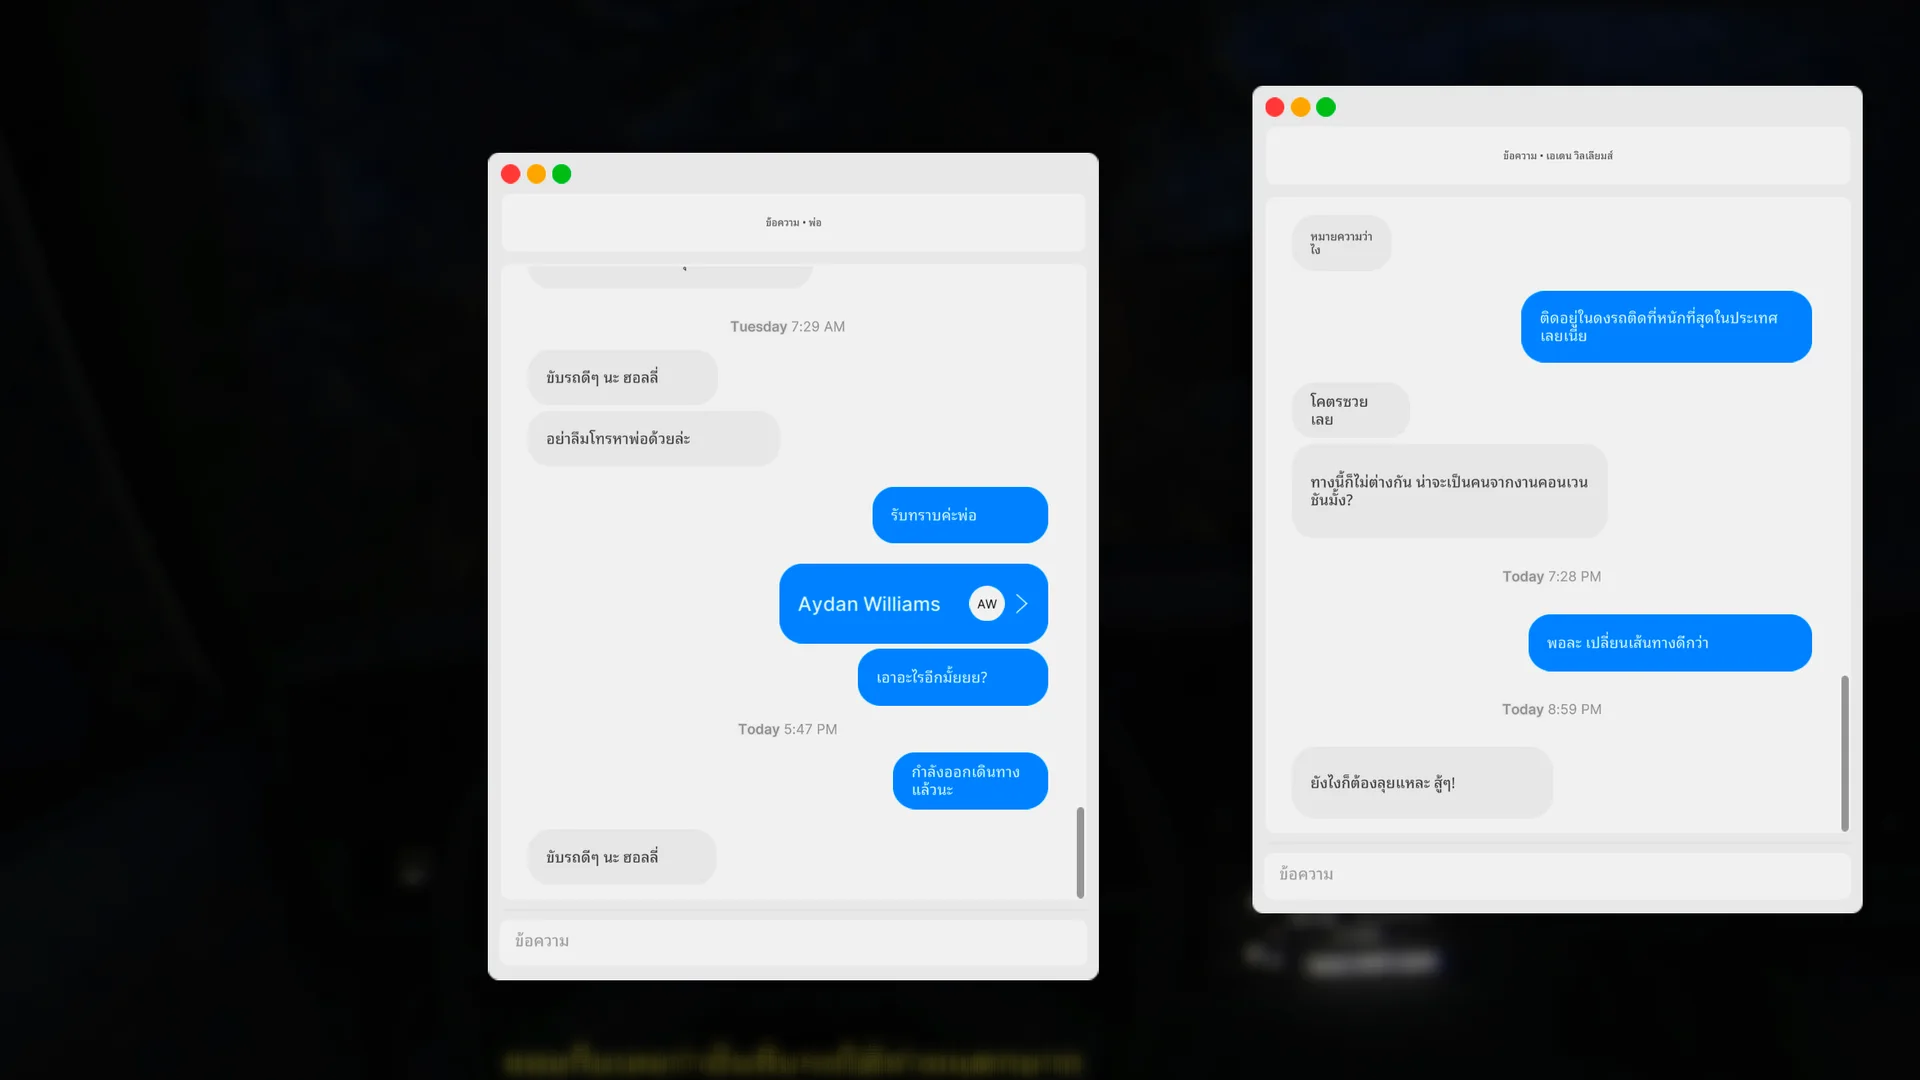 ข้อความ • พ่อ
Tuesday 7:29 AM
ขับรถดีๆ นะ ฮอลลี่
อย่าลืมโทรหาพ่อด้วยล่ะ
รับทราบค่ะพ่อ
Aydan Williams
AW
เอาอะไรอีกมั้ยยย?
Today 5:47 PM
กำลังออกเดินทาง
แล้วนะ
ขับรถดีๆ นะ ฮอลลี่
ข้อความ
ข้อความ • เอเดน วิลเลียมส์
หมายความว่า
ไง
ติดอยู่ในดงรถติดที่หนักที่สุดในประเทศ
เลยเนี่ย
โคตรซวย
เลย
ทางนี้ก็ไม่ต่างกัน น่าจะเป็นคนจากงานคอนเวน
ชันมั้ง?
Today 7:28 PM
พอละ เปลี่ยนเส้นทางดีกว่า
Today 8:59 PM
ยังไงก็ต้องลุยแหละ สู้ๆ!
ข้อความ